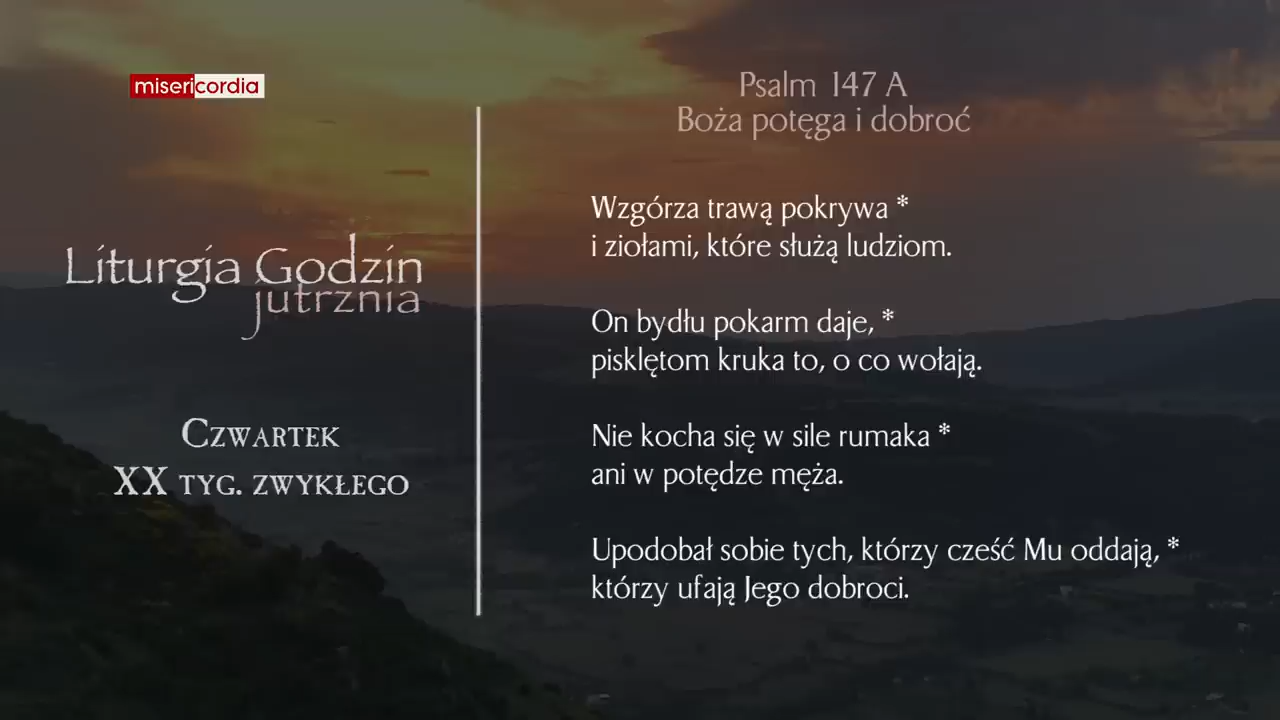 misericordia
Liturgia Godzin
jutrznia
Czwartek
XX tyg. zwykłego
Psalm 147 A
Boża potęga i dobroć
Wzgórza trawą pokrywa *
i ziołami, które służą ludziom.
On bydłu pokarm daje, *
pisklętom kruka to, o co wołają.
Nie kocha się w sile rumaka *
ani w potędze męża.
Upodobał sobie tych, którzy cześć Mu oddają, *
którzy ufają Jego dobroci.